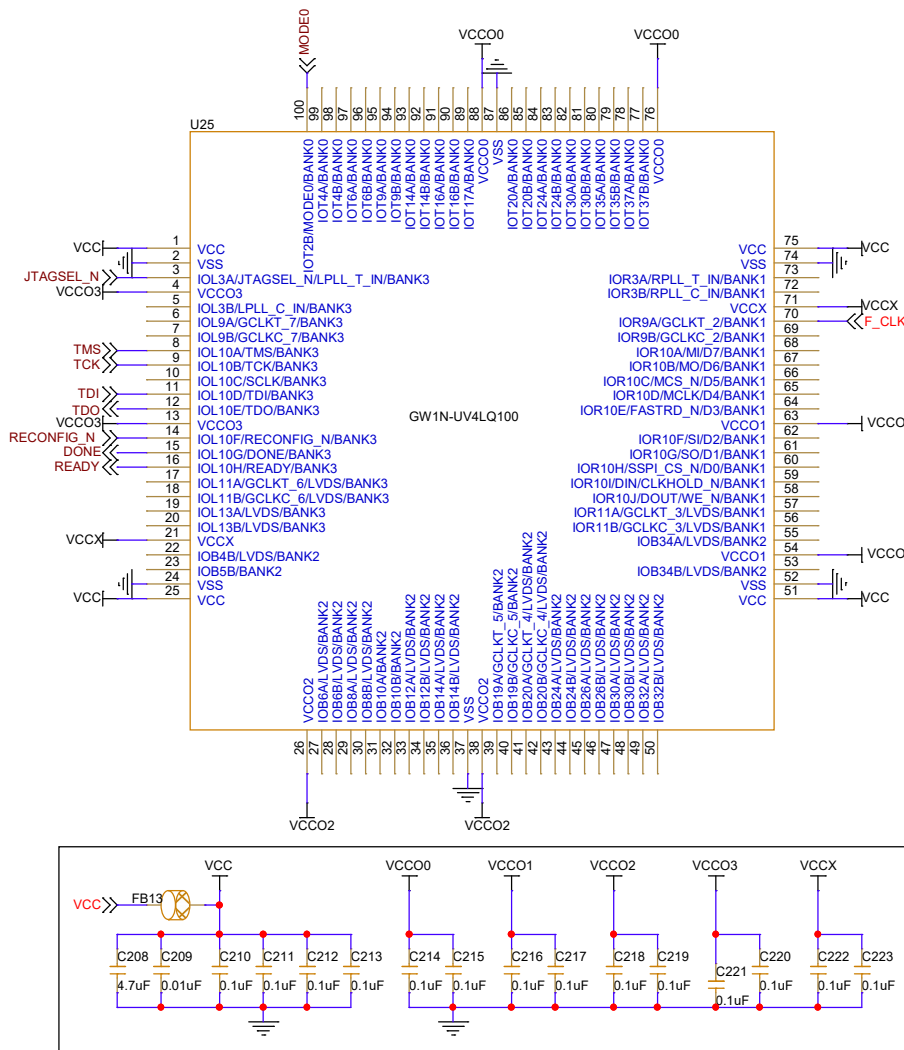 MODE0
VCCO0
VCCO0
100
99
98
97
96
95
94
93
92
91
90
89
88
87
86
85
84
83
82
81
80
79
78
77
76
U25
IOT2B/MODE0/BANK0
IOT4A/BANK0
IOT4B/BANK0
IOT6A/BANK0
IOT6B/BANK0
IOT9A/BANK0
IOT9B/BANK0
IOT14A/BANK0
IOT14B/BANK0
IOT16A/BANK0
IOT16B/BANK0
IOT17A/BANK0
VCCO0
VSS
IOT20A/BANK0
IOT20B/BANK0
IOT24A/BANK0
IOT24B/BANK0
IOT30A/BANK0
IOT30B/BANK0
IOT35A/BANK0
IOT35B/BANK0
IOT37A/BANK0
IOT37B/BANK0
VCCO0
VCC 1 VCC
2 VSS
JTAGSEL_N 3 IOL3A/JTAGSEL_N/LPLL_T_IN/BANK3
VCCO3 4 VCCO3
5 IOL3B/LPLL_C_IN/BANK3
6 IOL9A/GCLKT_7/BANK3
7 IOL9B/GCLKC_7/BANK3
TMS 8 IOL10A/TMS/BANK3
TCK 9 IOL10B/TCK/BANK3
10 IOL10C/SCLK/BANK3
TDI 11 IOL10D/TDI/BANK3
TDO 12 IOL10E/TDO/BANK3
VCCO3 13 VCCO3
RECONFIG_N 14 IOL10F/RECONFIG_N/BANK3
DONE 15 IOL10G/DONE/BANK3
READY 16 IOL10H/READY/BANK3
17 IOL11A/GCLKT_6/LVDS/BANK3
18 IOL11B/GCLKC_6/LVDS/BANK3
19 IOL13A/LVDS/BANK3
20 IOL13B/LVDS/BANK3
VCCX 21 VCCX
22 IOB4B/LVDS/BANK2
23 IOB5B/BANK2
24 VSS
VCC 25 VCC
GW1N-UV4LQ100
VCC 75 VCC
VSS 74
IOR3A/RPLL_T_IN/BANK1 73
IOR3B/RPLL_C_IN/BANK1 72
VCCX 71 VCCX
IOR9A/GCLKT_2/BANK1 70 F_CLK
IOR9B/GCLKC_2/BANK1 69
IOR10A/MI/D7/BANK1 68
IOR10B/MO/D6/BANK1 67
IOR10C/MCS_N/D5/BANK1 66
IOR10D/MCLK/D4/BANK1 65
IOR10E/FASTRD_N/D3/BANK1 64
VCCO1 63 VCCO
IOR10F/SI/D2/BANK1 62
IOR10G/SO/D1/BANK1 61
IOR10H/SSPI_CS_N/D0/BANK1 60
IOR10I/DIN/CLKHOLD_N/BANK1 59
IOR10J/DOUT/WE_N/BANK1 58
IOR11A/GCLKT_3/LVDS/BANK1 57
IOR11B/GCLKC_3/LVDS/BANK1 56
IOB34A/LVDS/BANK2 55
VCCO1 54 VCCO
IOB34B/LVDS/BANK2 53
VSS 52
VCC 51 VCC
VCCO2
IOB6A/LVDS/BANK2
IOB6B/LVDS/BANK2
IOB8A/LVDS/BANK2
IOB8B/LVDS/BANK2
IOB10A/BANK2
IOB10B/BANK2
IOB12A/LVDS/BANK2
IOB12B/LVDS/BANK2
IOB14A/LVDS/BANK2
IOB14B/LVDS/BANK2
VSS
VCCO2
IOB19A/GCLKT_5/BANK2
IOB19B/GCLKC_5/BANK2
IOB20A/GCLKT_4/LVDS/BANK2
IOB20B/GCLKC_4/LVDS/BANK2
IOB24A/LVDS/BANK2
IOB24B/LVDS/BANK2
IOB26A/LVDS/BANK2
IOB26B/LVDS/BANK2
IOB30A/LVDS/BANK2
IOB30B/LVDS/BANK2
IOB32A/LVDS/BANK2
IOB32B/LVDS/BANK2
26
27
28
29
30
31
32
33
34
35
36
37
38
39
40
41
42
43
44
45
46
47
48
49
50
VCCO2
VCCO2
VCC VCCO0 VCCO1 VCCO2 VCCO3 VCCX
VCC FB13
C208 C209 C210 C211 C212 C213 C214 C215 C216 C217 C218 C219 C221 C220 C222 C223
4.7uF 0.01uF 0.1uF 0.1uF 0.1uF 0.1uF 0.1uF 0.1uF 0.1uF 0.1uF 0.1uF 0.1uF 0.1uF 0.1uF 0.1uF 0.1uF